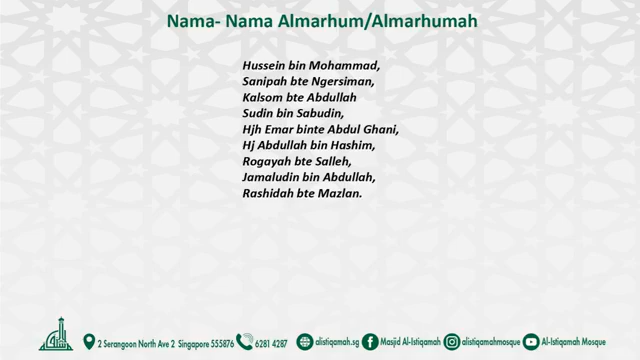 Nama- Nama Almarhum/Almarhumah
Hussein bin Mohammad,
Sanipah bte Ngersiman,
Kalsom bte Abdullah
Sudin bin Sabudin,
Hjh Emar binte Abdul Ghani,
Hj Abdullah bin Hashim,
Rogayah bte Salleh,
Jamaludin bin Abdullah,
Rashidah bte Mazlan.
2 Serangoon North Ave 2 Singapore 555876 6281 4287 alistiqamah.sg Masjid Al-Istiqamah alistiqamahmosque Al-Istiqamah Mosque